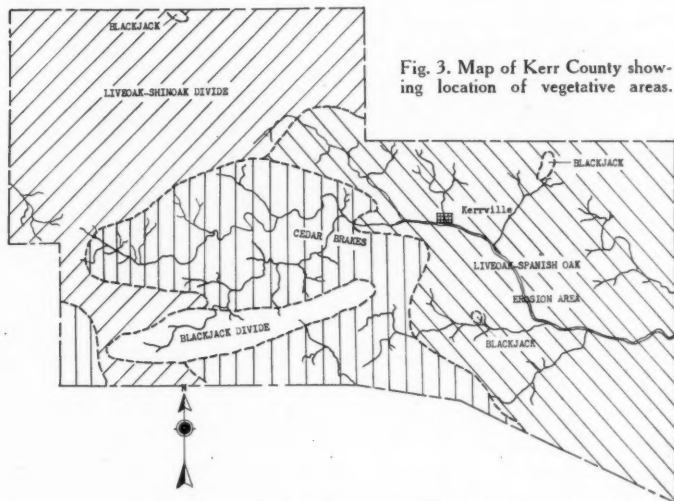 BLACKJACK
Fig. 3. Map of Kerr County show-
ing location of vegetative areas.
LIVEOAK-SHINOAK DIVIDE
BLACKJACK
Kerrville
CEDAR BRAKES
LIVEOAK-SPANISH OAK
EROSION AREA
BLACKJACK DIVIDE
BLACKJACK
N